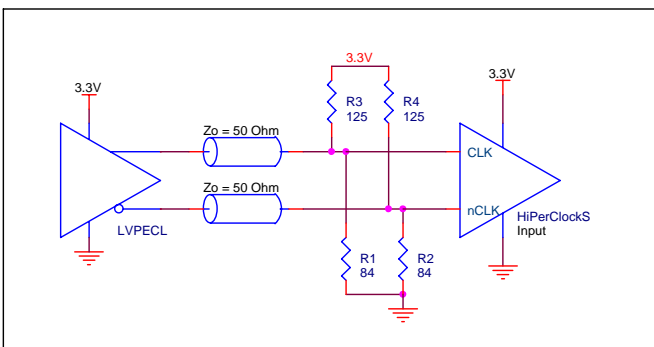 3.3V
3.3V
3.3V
R3
125
R4
125
Zo = 50 Ohm
CLK
Zo = 50 Ohm
nCLK
HiPerClockS
Input
LVPECL
R1
84
R2
84